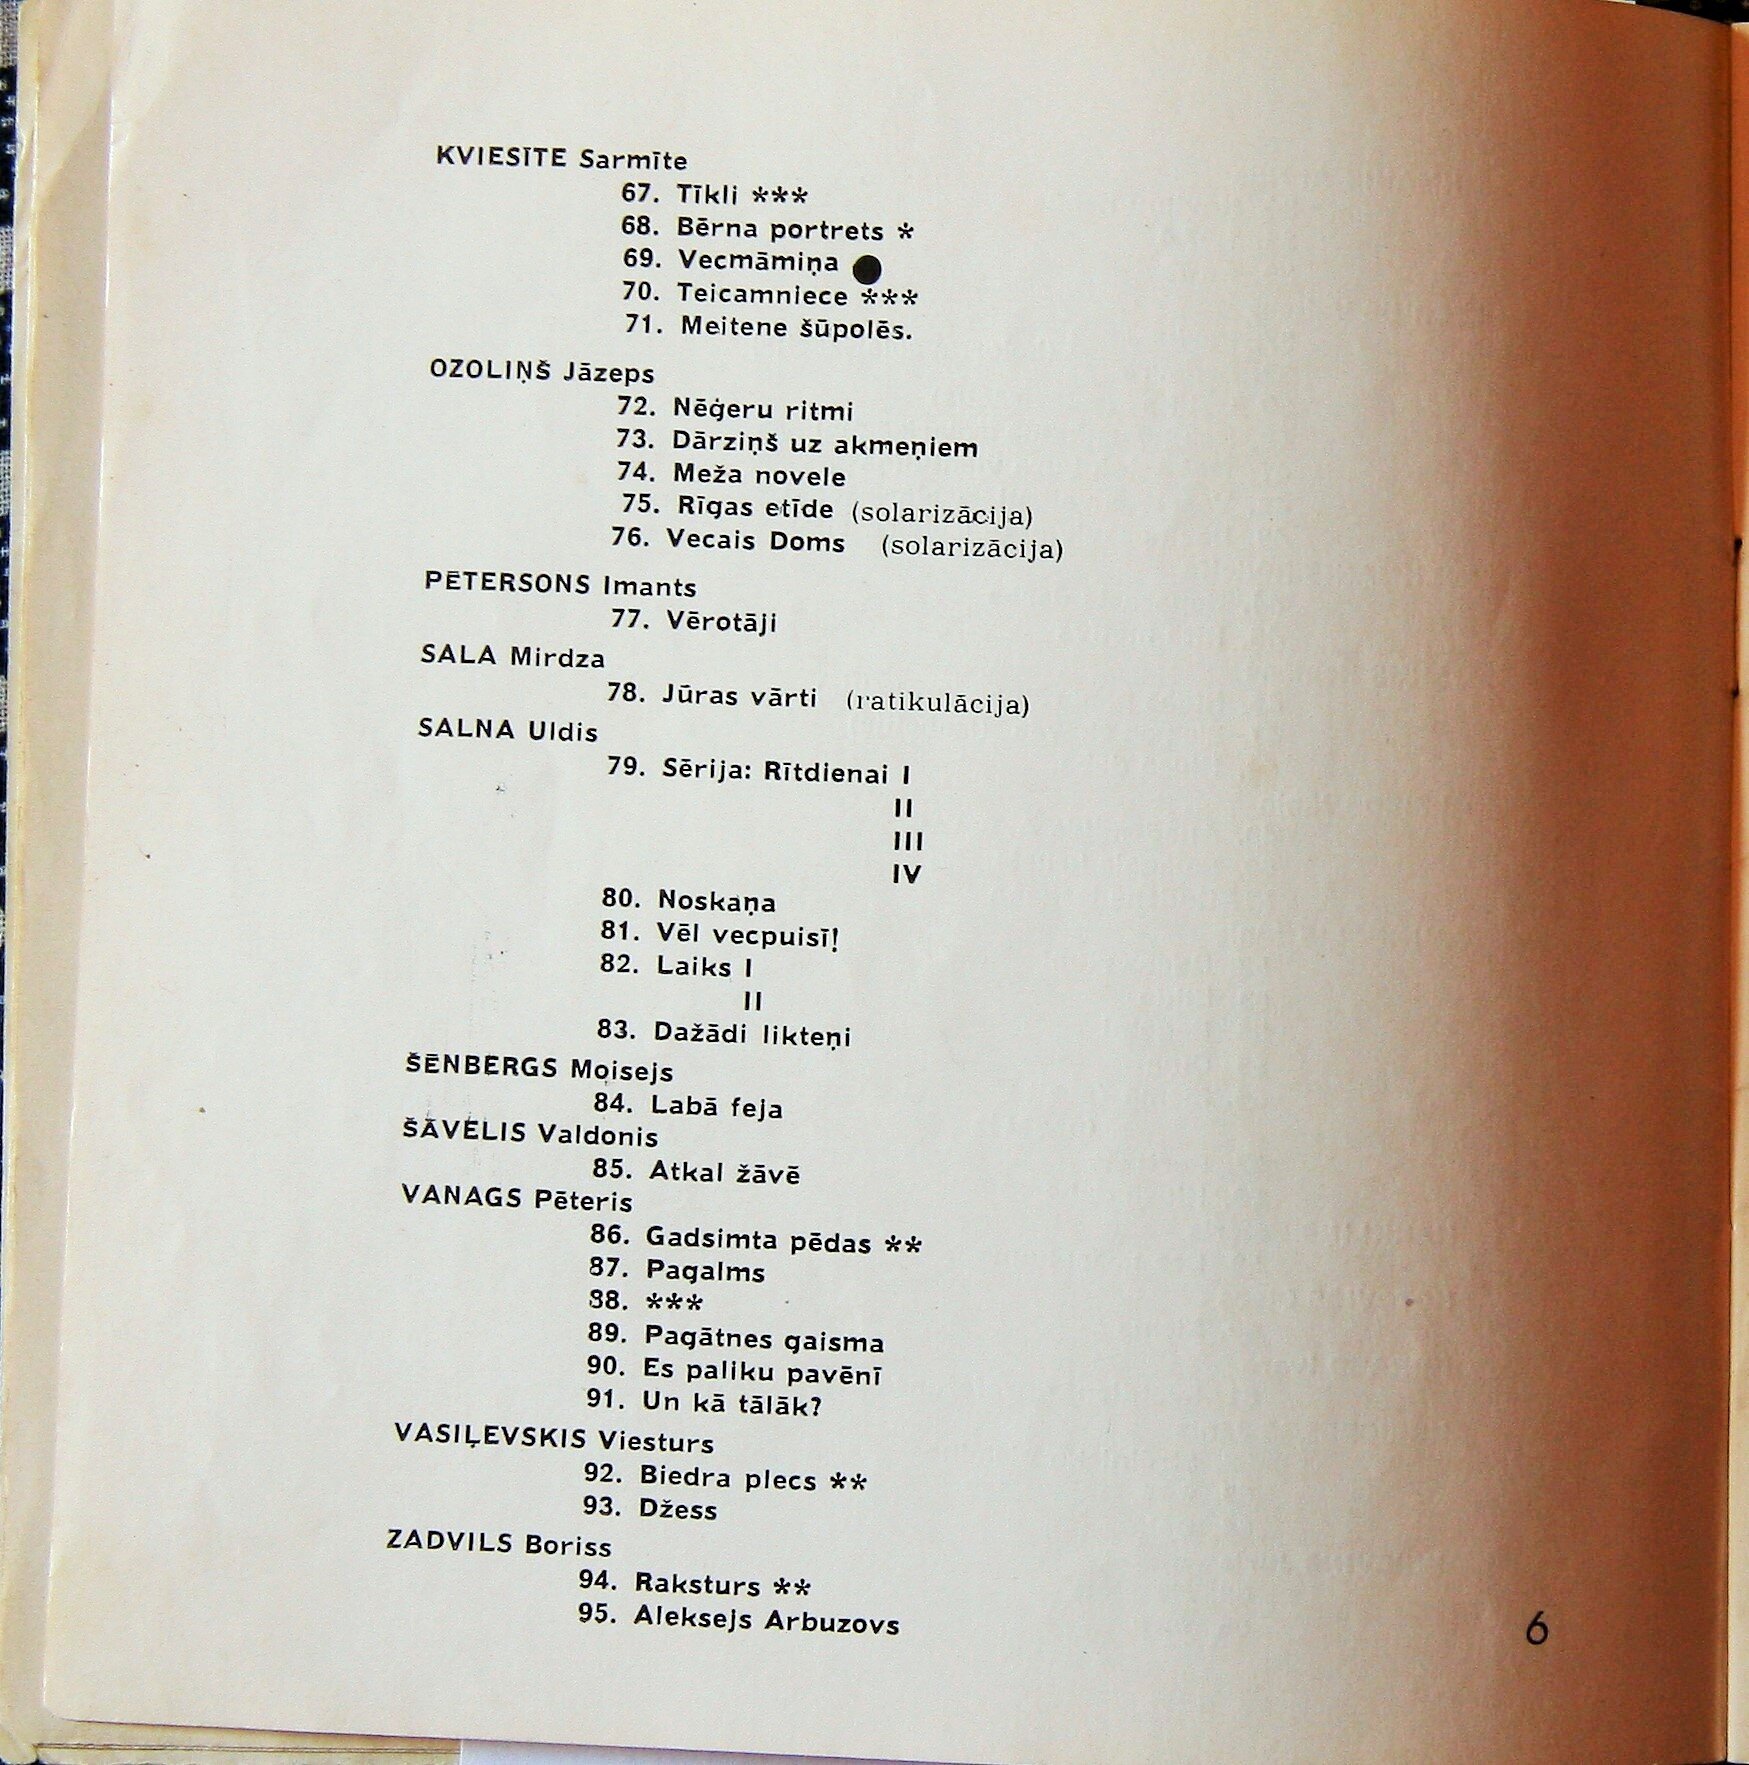 KVIESĪTE Sarmīte
67. Tīkli ***
68. Bērna portrets *
69. Vecmāmiņa ●
70. Teicamniece ***
71. Meitene šūpolēs.
OZOLIŅŠ Jāzeps
72. Nēģeru ritmi
73. Dārziņš uz akmeņiem
74. Meža novele
75. Rīgas etīde (solarizācija)
76. Vecais Doms (solarizācija)
PĒTERSONS Imants
77. Vērotāji
SALA Mirdza
78. Jūras vārti (ratikulācija)
SALNA Uldis
79. Sērija: Rītdienai I
II
III
IV
80. Noskaņa
81. Vēl vecpuisī!
82. Laiks I
II
83. Dažādi likteņi
ŠĒNBERGS Moisejs
84. Labā feja
ŠĀVĒLIS Valdonis
85. Atkal žāvē
VANAGS Pēteris
86. Gadsimta pēdas **
87. Pagalms
88. ***
89. Pagātnes gaisma
90. Es paliku pavēnī
91. Un kā tālāk?
VASIĻEVSKIS Viesturs
92. Biedra plecs **
93. Džess
ZADVILS Boriss
94. Raksturs **
95. Aleksejs Arbuzovs
6